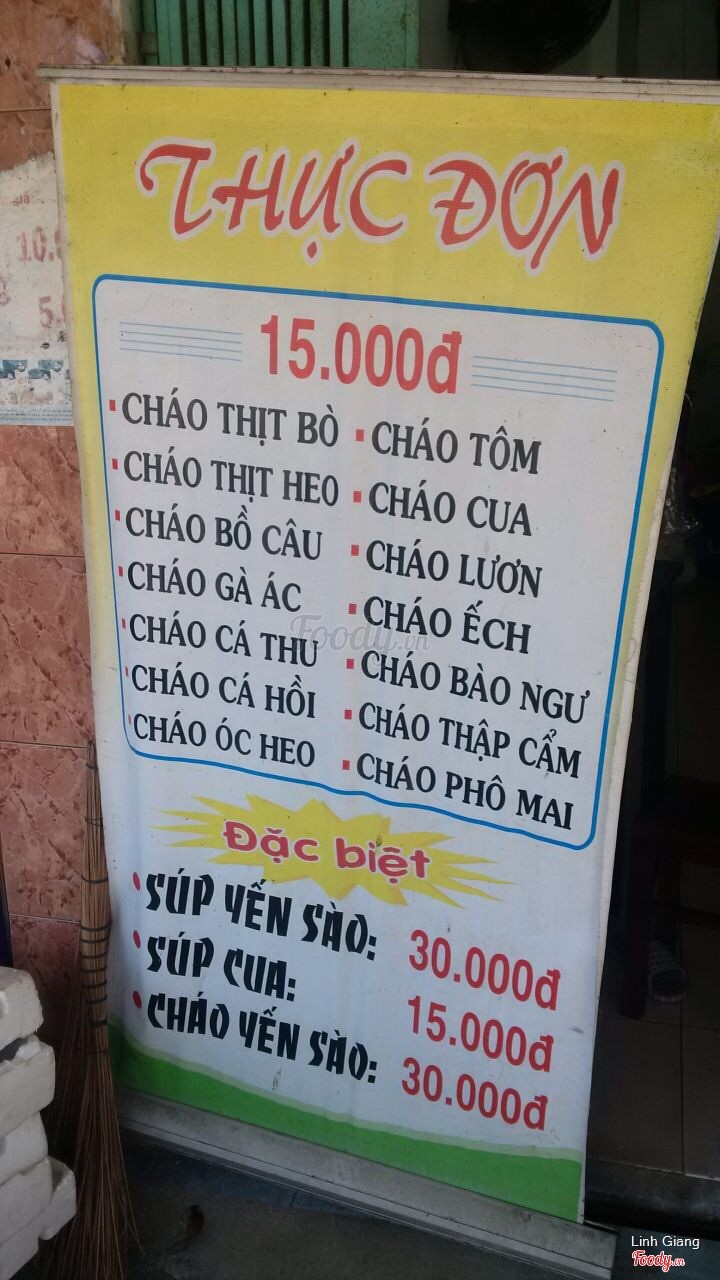 THỰC ĐƠN
15.000đ
CHÁO THỊT BÒ
CHÁO THỊT HEO
CHÁO BỒ CÂU
CHÁO GÀ ÁC
CHÁO CÁ THU
CHÁO CÁ HỒI
CHÁO ÓC HEO
CHÁO TÔM
CHÁO CUA
CHÁO LƯƠN
CHÁO ẾCH
CHÁO BÀO NGƯ
CHÁO THẬP CẨM
CHÁO PHÔ MAI
Đặc biệt
SÚP YẾN SÀO: 30.000đ
SÚP CUA: 15.000đ
CHÁO YẾN SÀO: 30.000đ
giá
Foody.vn
Linh Giang
Foody.vn